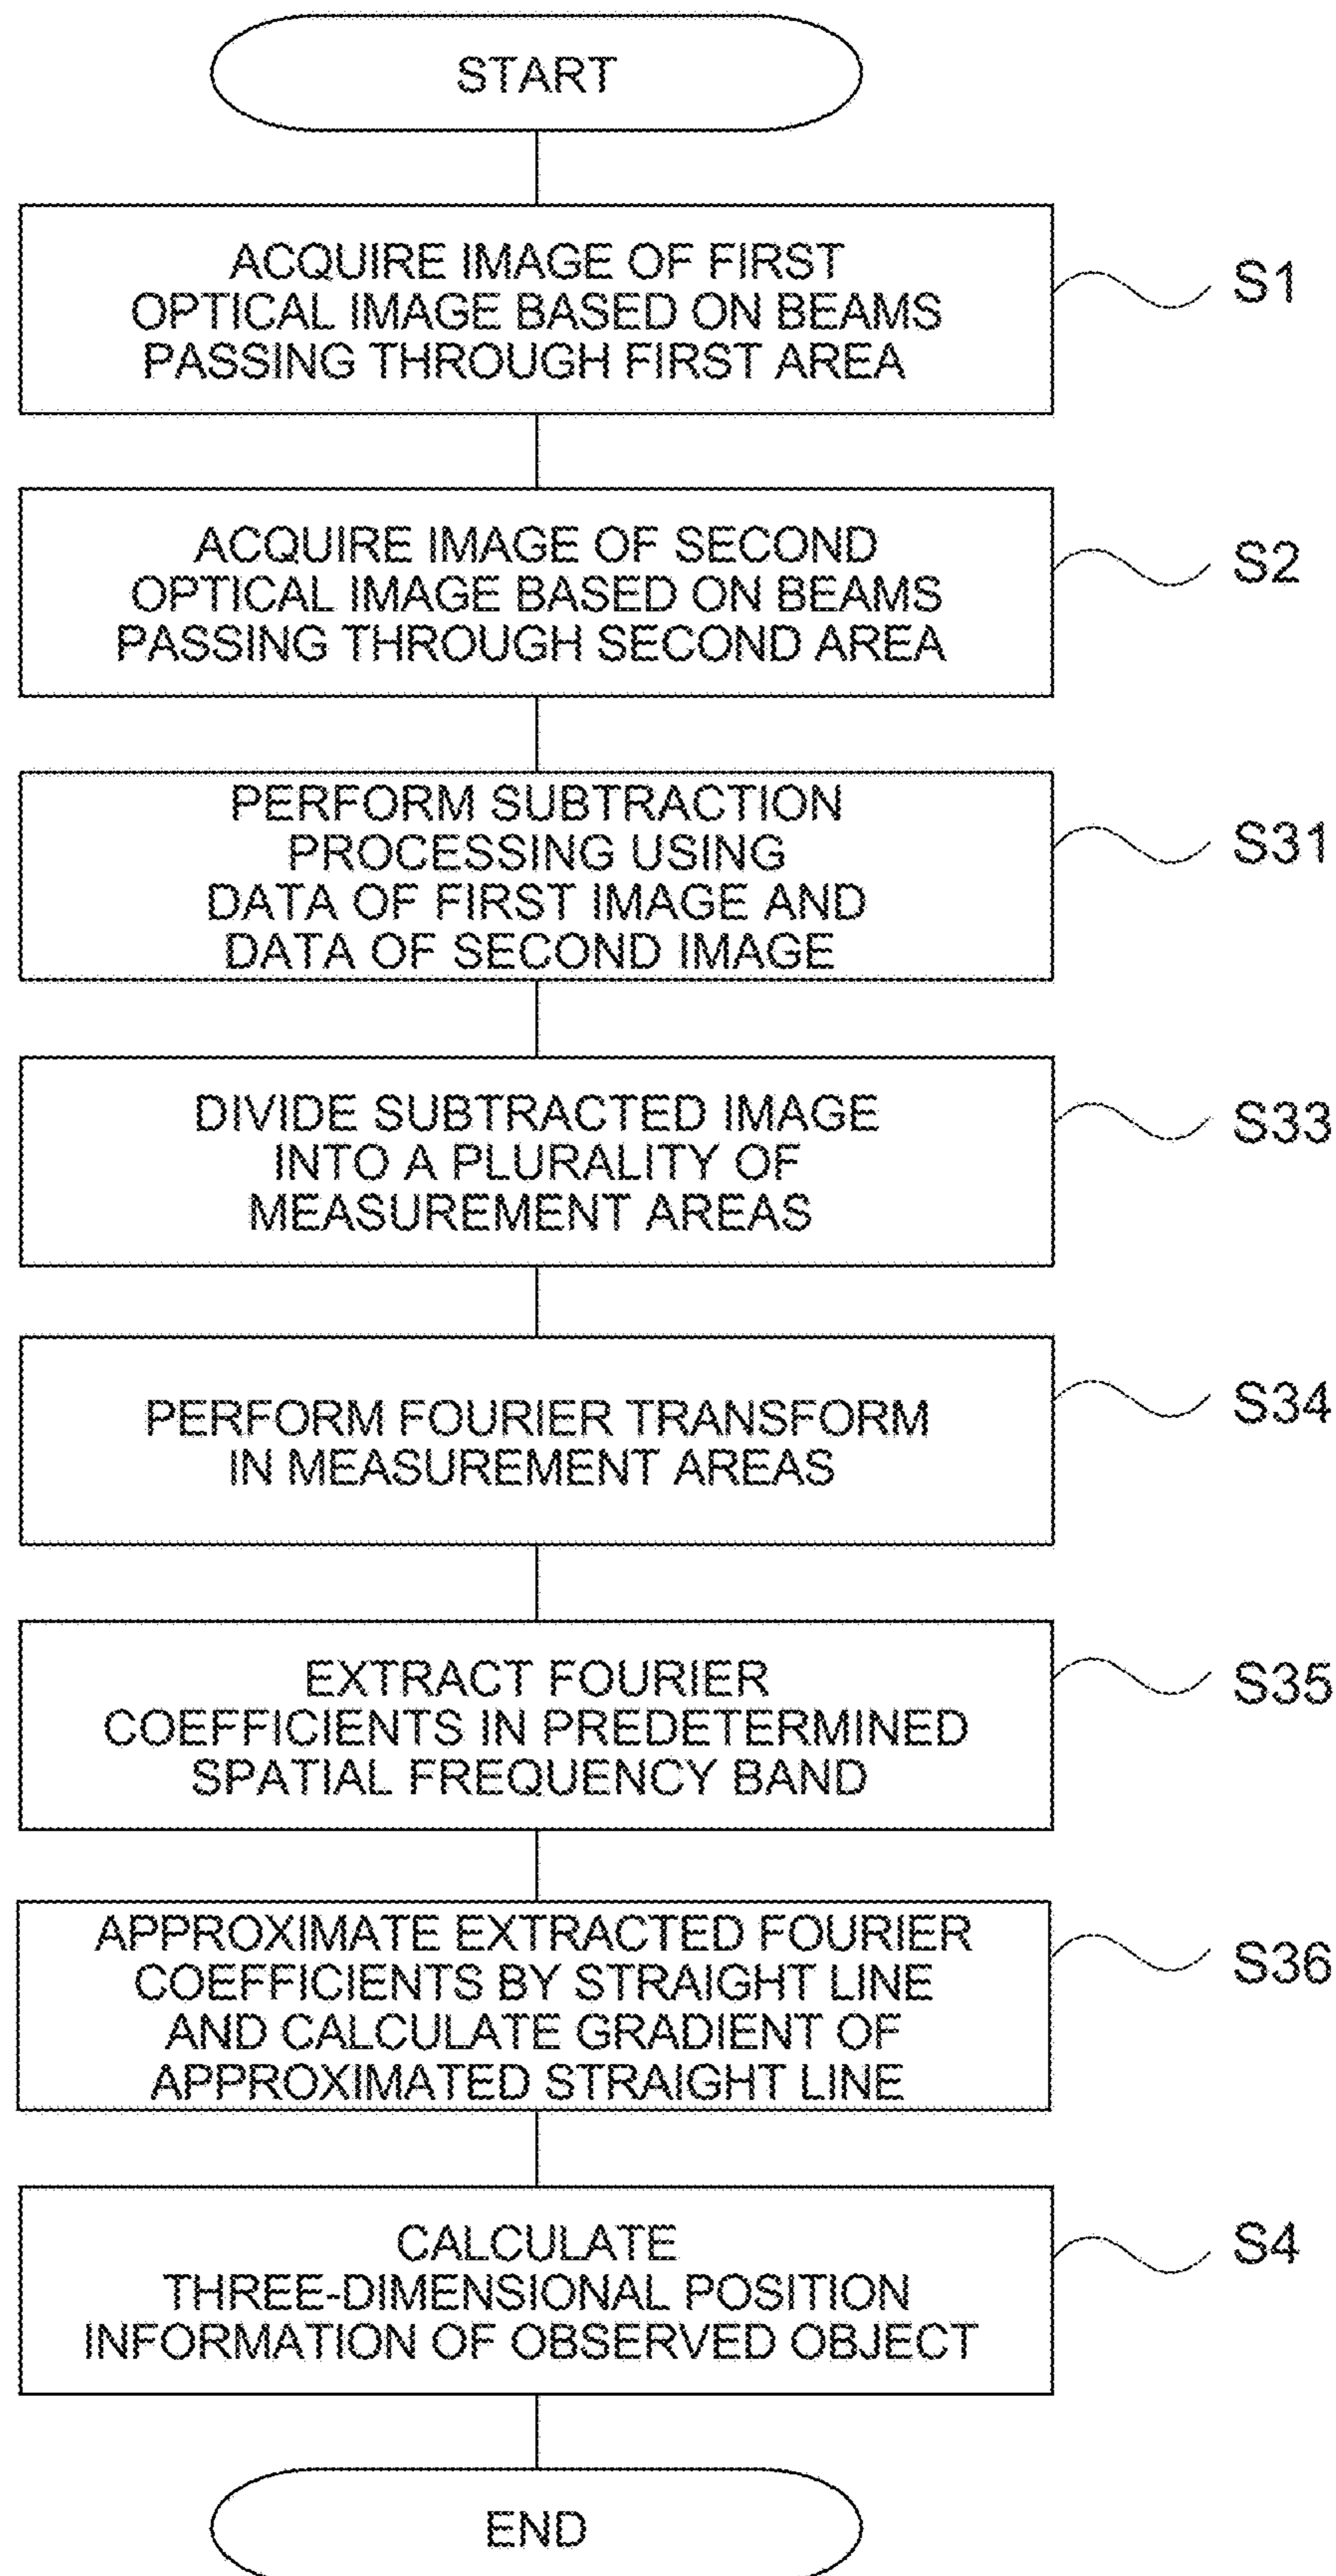 START
ACQUIRE IMAGE OF FIRST
OPTICAL IMAGE BASED ON BEAMS
PASSING THROUGH FIRST AREA
S1
ACQUIRE IMAGE OF SECOND
OPTICAL IMAGE BASED ON BEAMS
PASSING THROUGH SECOND AREA
S2
PERFORM SUBTRACTION
PROCESSING USING
DATA OF FIRST IMAGE AND
DATA OF SECOND IMAGE
S31
DIVIDE SUBTRACTED IMAGE
INTO A PLURALITY OF
MEASUREMENT AREAS
S33
PERFORM FOURIER TRANSFORM
IN MEASUREMENT AREAS
S34
EXTRACT FOURIER
COEFFICIENTS IN PREDETERMINED
SPATIAL FREQUENCY BAND
S35
APPROXIMATE EXTRACTED FOURIER
COEFFICIENTS BY STRAIGHT LINE
AND CALCULATE GRADIENT OF
APPROXIMATED STRAIGHT LINE
S36
CALCULATE
THREE-DIMENSIONAL POSITION
INFORMATION OF OBSERVED OBJECT
S4
END